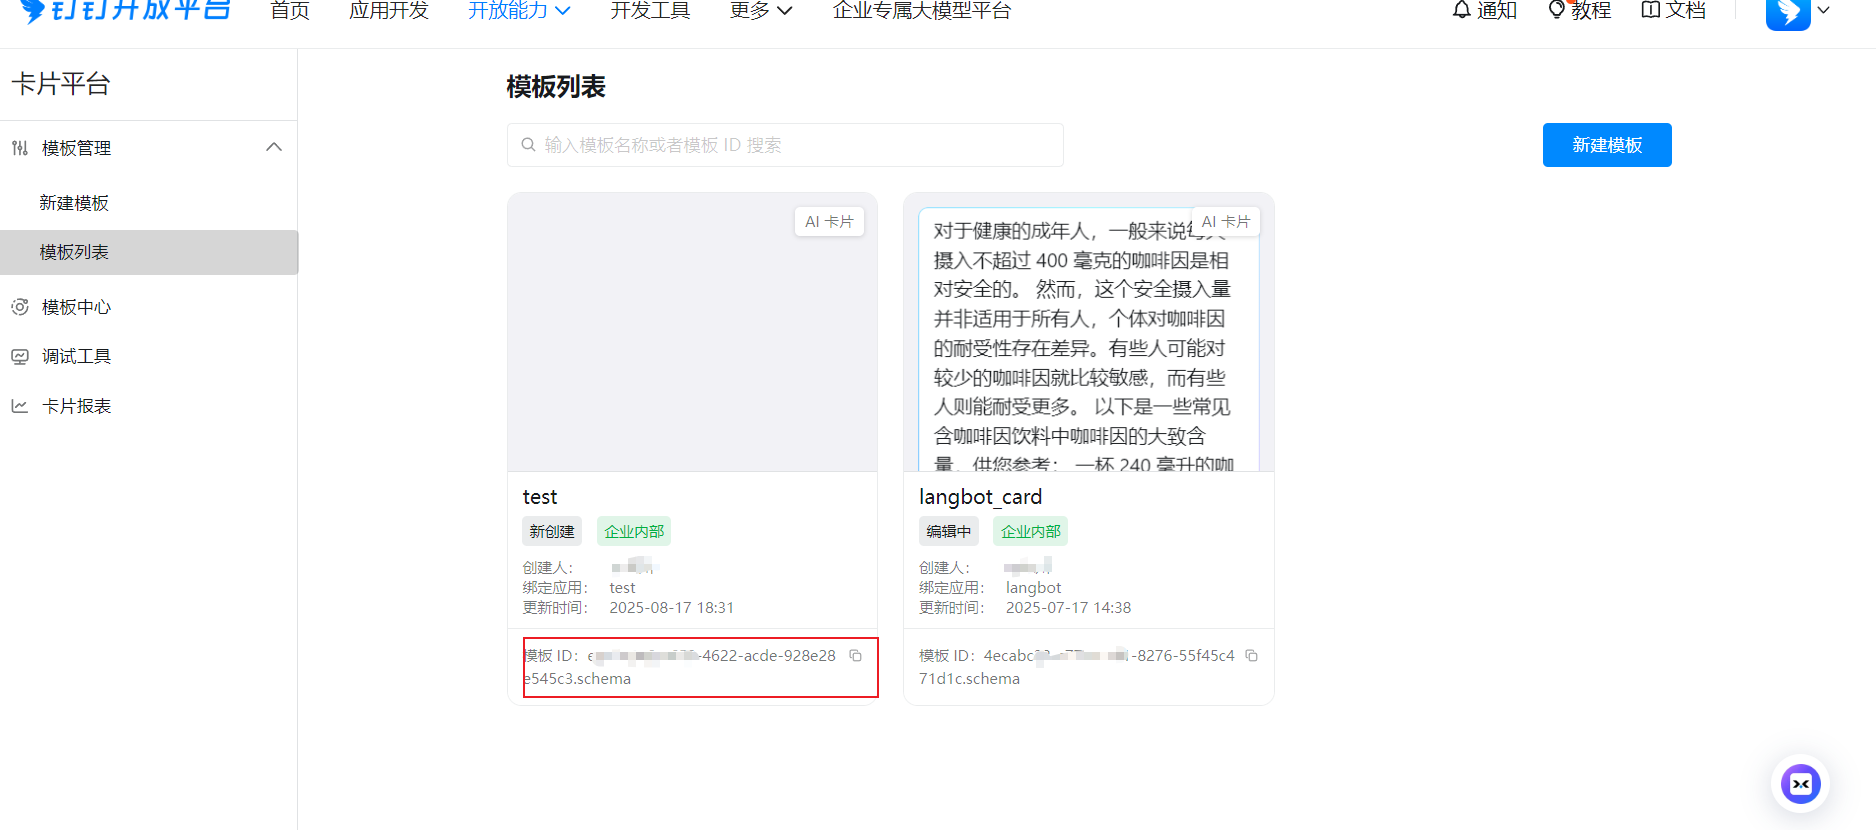 钉钉开放平台 首页 应用开发 开放能力 开发工具 更多 企业专属大模型平台 通知 教程 文档
卡片平台
模板管理
新建模板
模板列表
模板中心
调试工具
卡片报表
模板列表
输入模板名称或者模板 ID 搜索
新建模板
AI 卡片
test
新创建 企业内部
创建人：
绑定应用： test
更新时间： 2025-08-17 18:31
模板 ID： -4622-acde-928e28
e545c3.schema
AI 卡片
对于健康的成年人，一般来说每天
摄入不超过 400 毫克的咖啡因是相
对安全的。 然而，这个安全摄入量
并非适用于所有人，个体对咖啡因
的耐受性存在差异。有些人可能对
较少的咖啡因就比较敏感，而有些
人则能耐受更多。 以下是一些常见
含咖啡因饮料中咖啡因的大致含
量，供您参考： 一杯 240 毫升的咖
langbot_card
编辑中 企业内部
创建人：
绑定应用： langbot
更新时间： 2025-07-17 14:38
模板 ID：4ecabc -8276-55f45c4
71d1c.schema